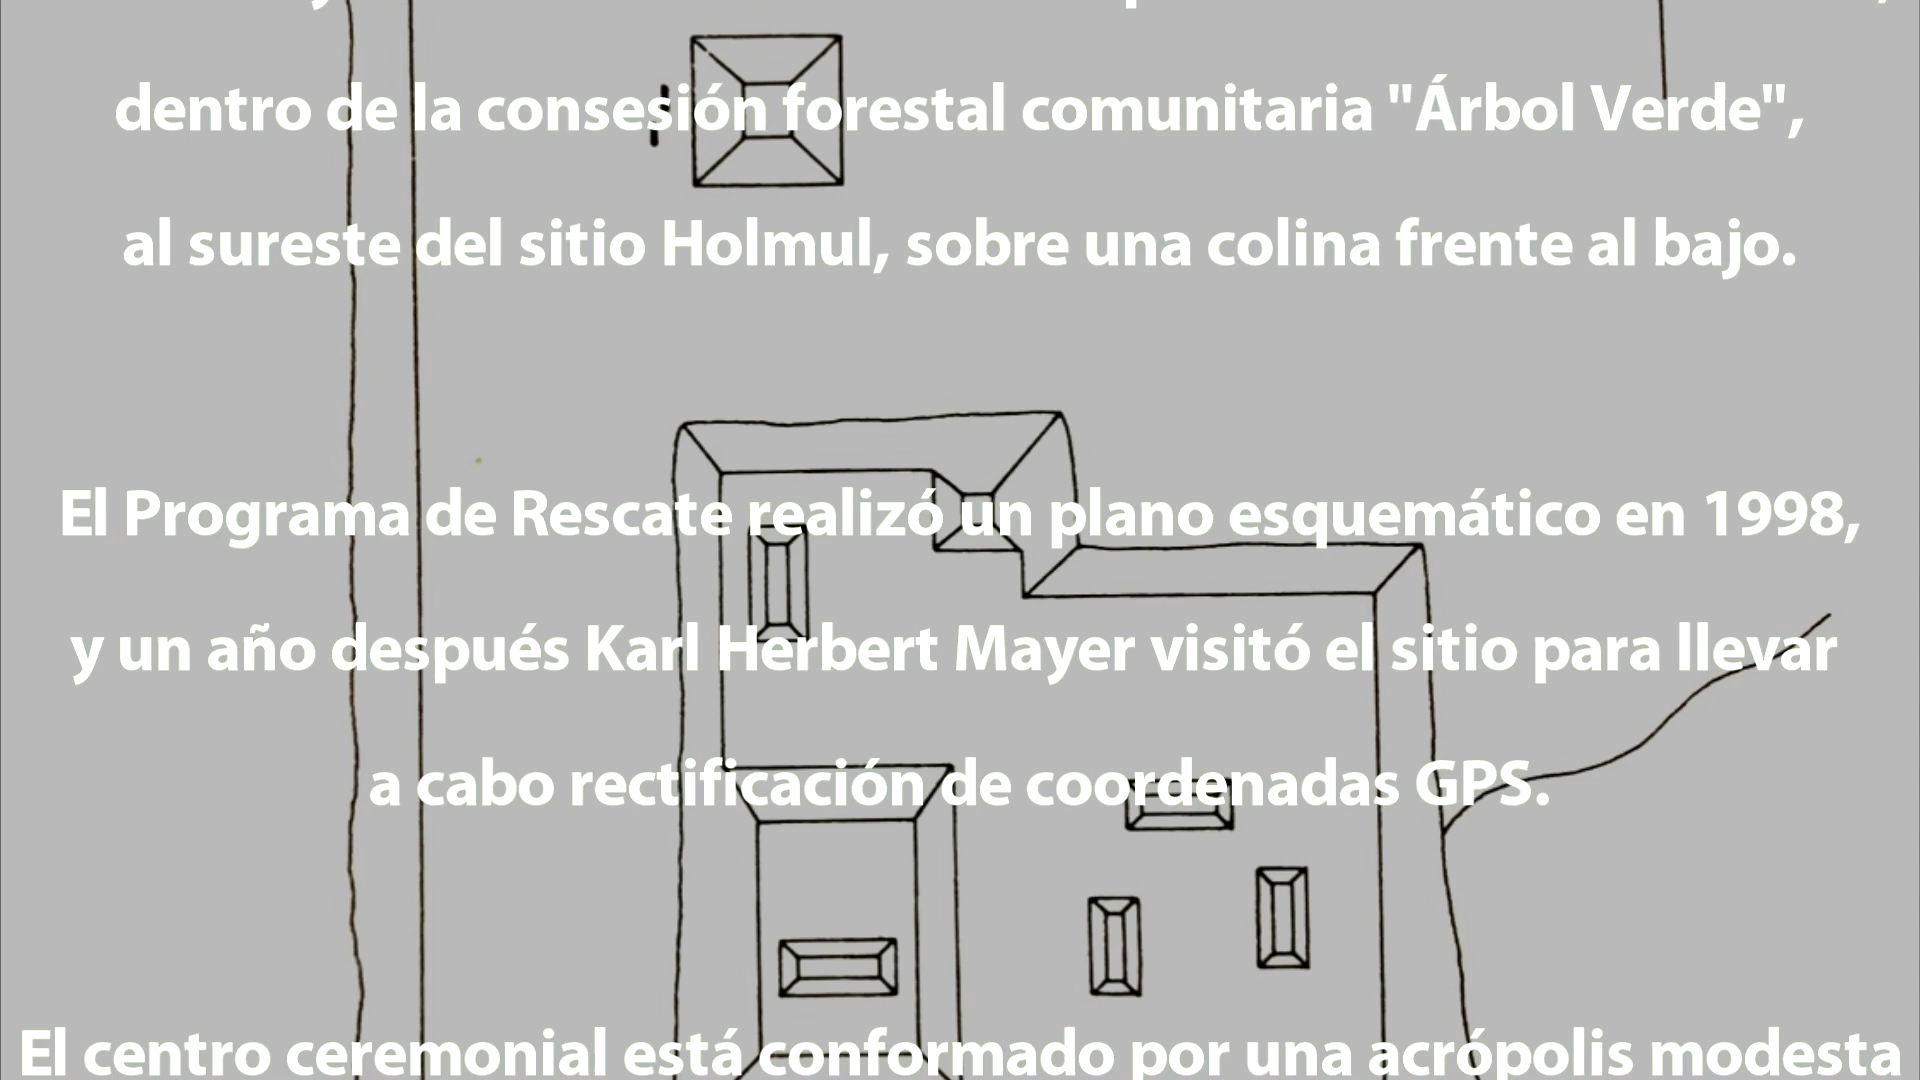 dentro de la consesión forestal comunitaria "Árbol Verde",
al sureste del sitio Holmul, sobre una colina frente al bajo.
El Programa de Rescate realizó un plano esquemático en 1998,
y un año después Karl Herbert Mayer visitó el sitio para llevar
a cabo rectificación de coordenadas GPS.
El centro ceremonial está conformado por una acrópolis modesta